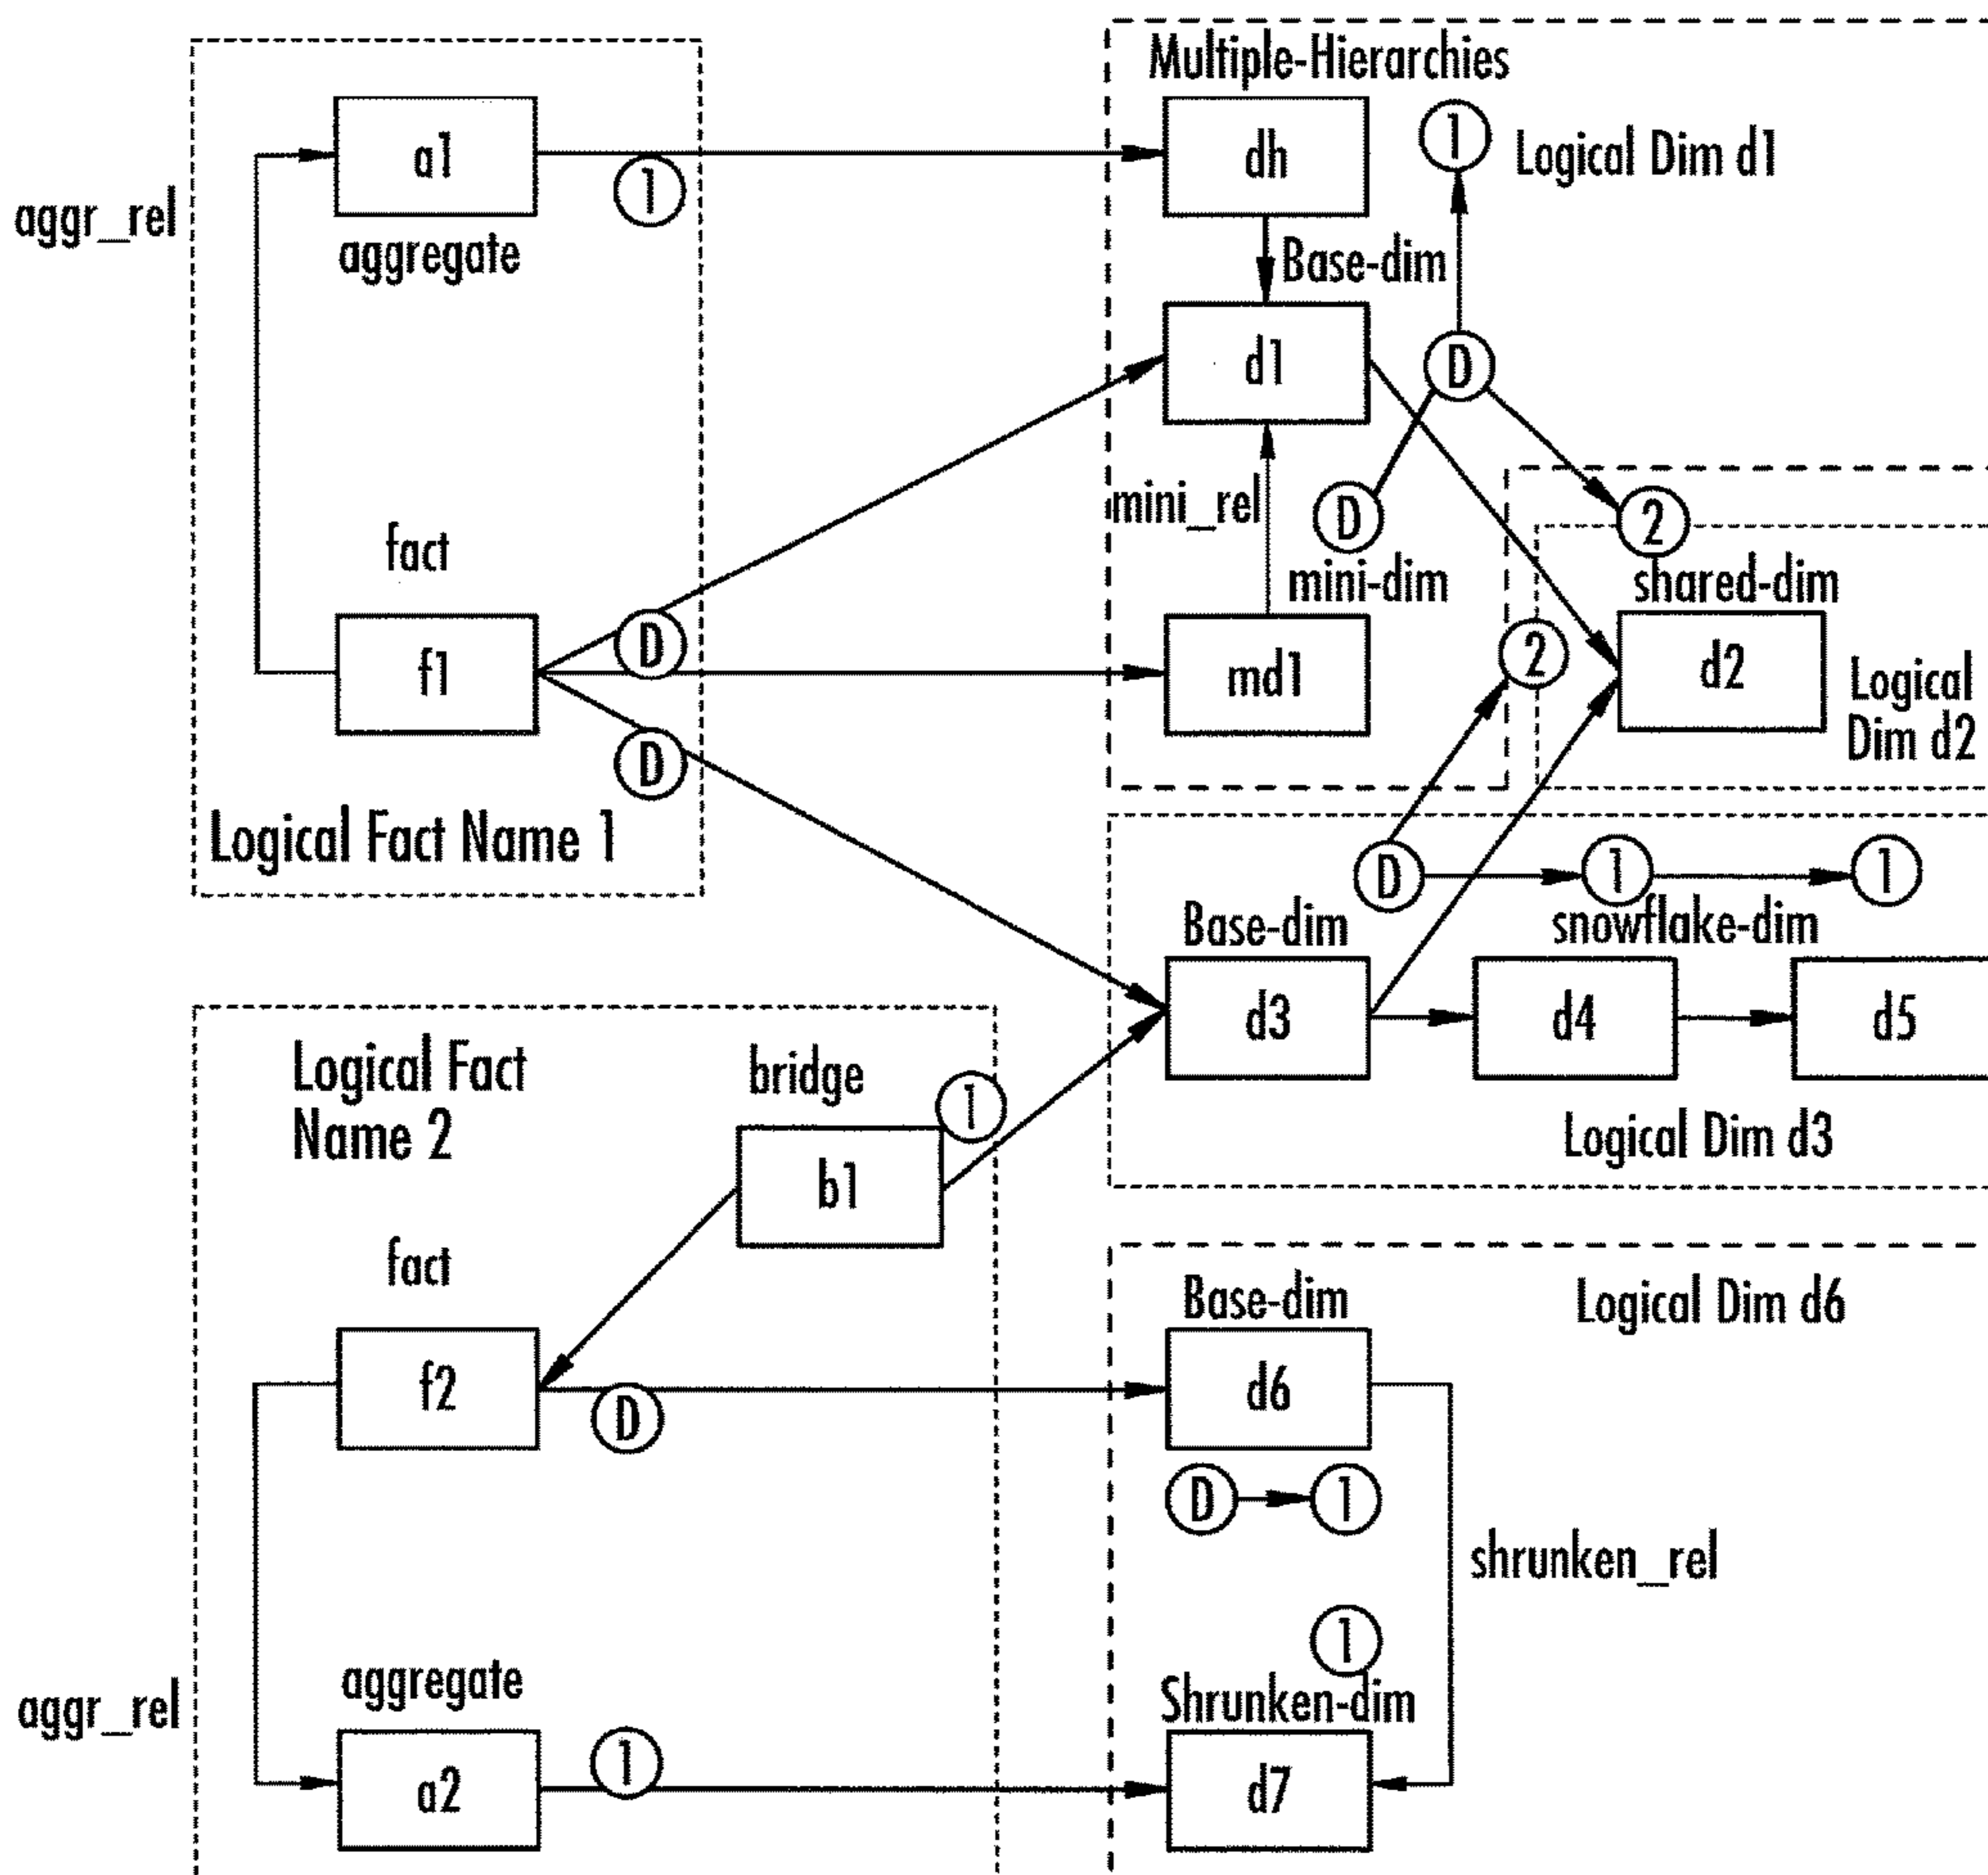 Multiple-Hierarchies
a1
1
dh
1
Logical Dim d1
aggr_rel
aggregate
Base-dim
d1
D
mini_rel
D
2
fact
mini-dim
shared-dim
f1
D
md1
2
d2
Logical
Dim d2
D
Logical Fact Name 1
D
1
1
Base-dim
snowflake-dim
d3
d4
d5
Logical Dim d3
Logical Fact
Name 2
bridge
1
b1
fact
Base-dim
Logical Dim d6
f2
D
d6
D
1
shrunken_rel
1
aggr_rel
aggregate
Shrunken-dim
a2
1
d7